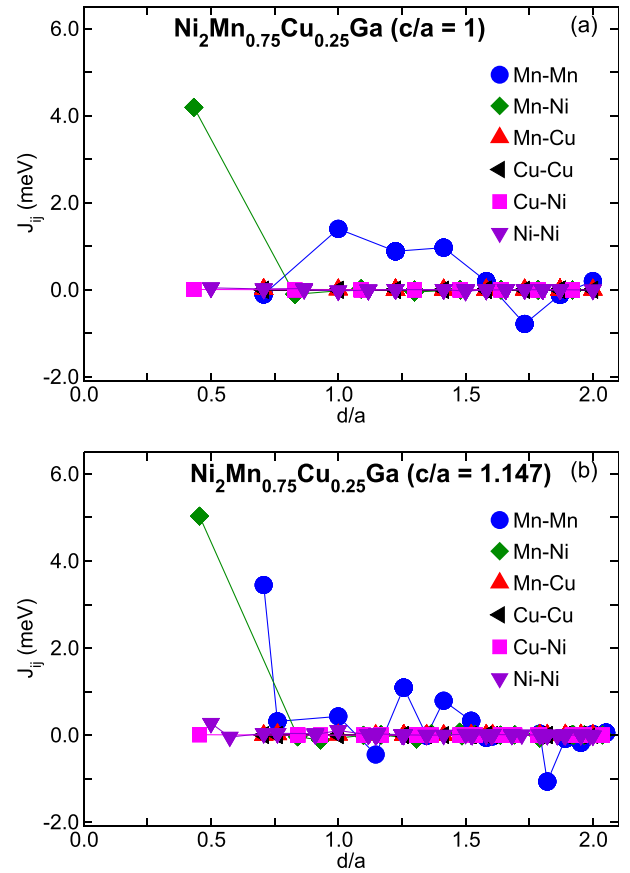 Ni₂Mn₀.₇₅Cu₀.₂₅Ga (c/a = 1) (a)
6.0
4.0
2.0
0.0
-2.0
J_ij (meV)
Mn-Mn
Mn-Ni
Mn-Cu
Cu-Cu
Cu-Ni
Ni-Ni
0.0 0.5 1.0 1.5 2.0
d/a
Ni₂Mn₀.₇₅Cu₀.₂₅Ga (c/a = 1.147) (b)
6.0
4.0
2.0
0.0
-2.0
J_ij (meV)
Mn-Mn
Mn-Ni
Mn-Cu
Cu-Cu
Cu-Ni
Ni-Ni
0.0 0.5 1.0 1.5 2.0
d/a